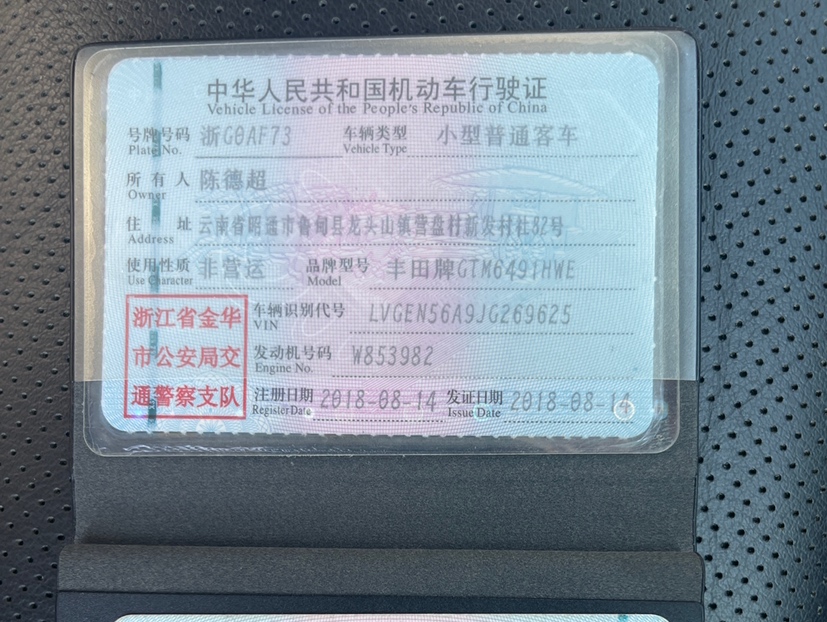 中华人民共和国机动车行驶证
Vehicle License of the People's Republic of China
号牌号码 浙G0AF73 车辆类型 小型普通客车
Plate No. Vehicle Type
所有人 陈德超
Owner
住址 云南省昭通市鲁甸县龙头山镇营盘村新发村社82号
Address
使用性质 非营运 品牌型号 丰田牌GTM6491HWE
Use Character Model
浙江省金华 车辆识别代号 LVGEN56A9JG269625
VIN
市公安局交 发动机号码 W853982
Engine No.
通警察支队 注册日期 2018-08-14 发证日期 2018-08-14
Register Date Issue Date